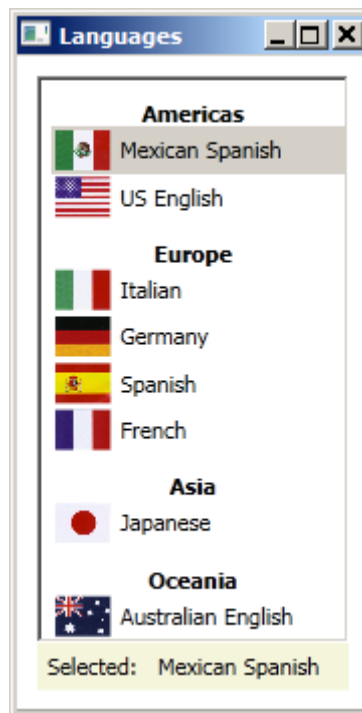 Languages
Americas
Mexican Spanish
US English
Europe
Italian
Germany
Spanish
French
Asia
Japanese
Oceania
Australian English
Selected: Mexican Spanish